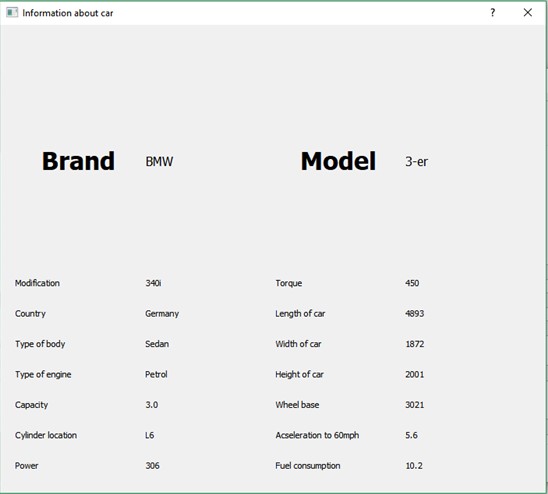 Information about car
?
Brand BMW Model 3-er
Modification 340i Torque 450
Country Germany Length of car 4893
Type of body Sedan Width of car 1872
Type of engine Petrol Height of car 2001
Capacity 3.0 Wheel base 3021
Cylinder location L6 Acseleration to 60mph 5.6
Power 306 Fuel consumption 10.2